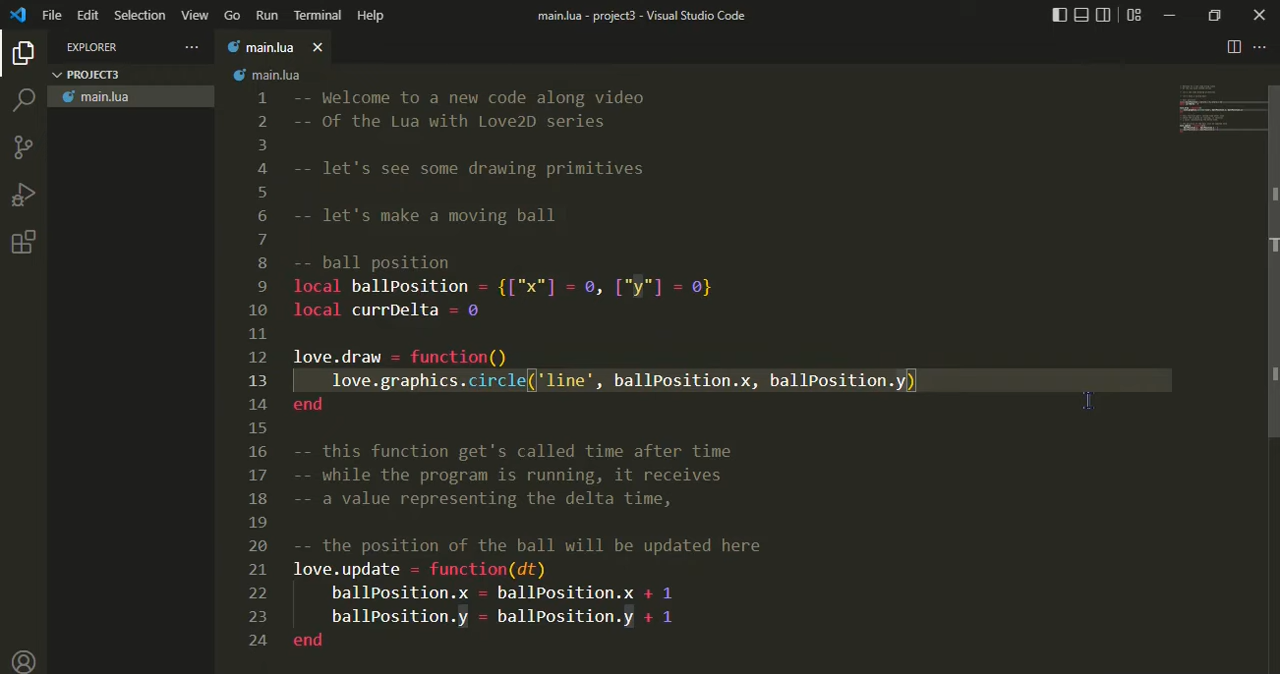 File Edit Selection View Go Run Terminal Help main.lua - project3 - Visual Studio Code
EXPLORER ···
PROJECT3
main.lua
main.lua
main.lua
1 -- Welcome to a new code along video
2 -- Of the Lua with Love2D series
3
4 -- let's see some drawing primitives
5
6 -- let's make a moving ball
7
8 -- ball position
9 local ballPosition = {["x"] = 0, ["y"] = 0}
10 local currDelta = 0
11
12 love.draw = function()
13 love.graphics.circle('line', ballPosition.x, ballPosition.y)
14 end
15
16 -- this function get's called time after time
17 -- while the program is running, it receives
18 -- a value representing the delta time,
19
20 -- the position of the ball will be updated here
21 love.update = function(dt)
22 ballPosition.x = ballPosition.x + 1
23 ballPosition.y = ballPosition.y + 1
24 end